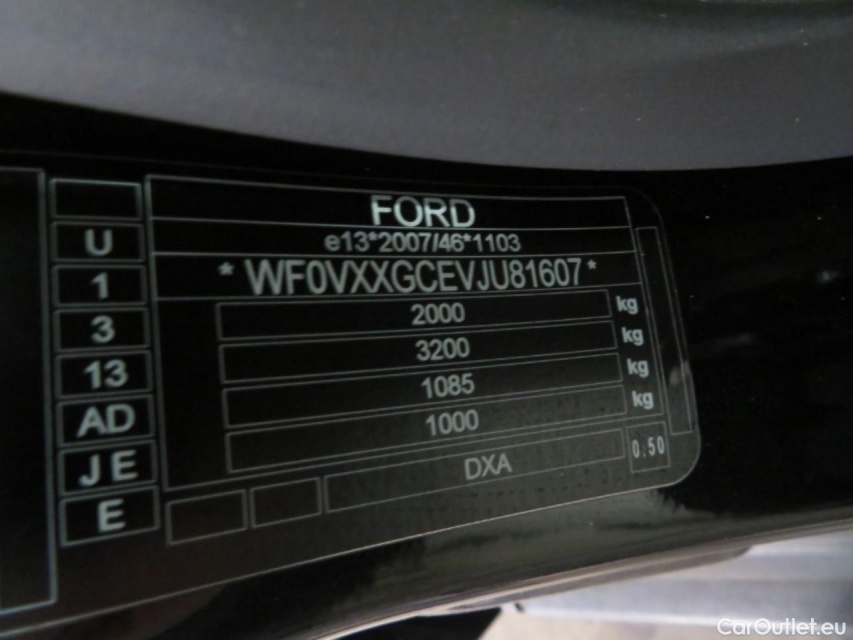 FORD
e13*2007/46*1103
* WF0VXXGCEVJU81607 *
2000 kg
3200 kg
1085 kg
1000 kg
DXA
0.50
U
1
3
13
AD
JE
E
CarOutlet.eu